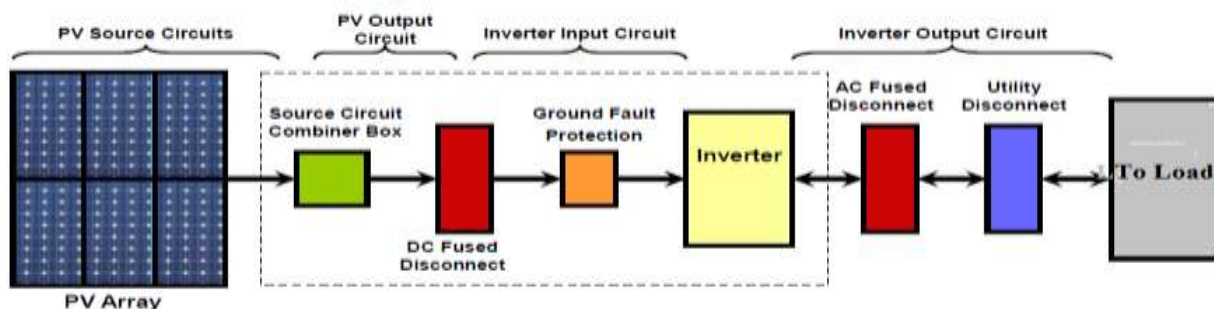 PV Source Circuits
PV Output
Circuit
Inverter Input Circuit
Inverter Output Circuit
Source Circuit
Combiner Box
Ground Fault
Protection
AC Fused
Disconnect
Utility
Disconnect
Inverter
To Load
DC Fused
Disconnect
PV Array